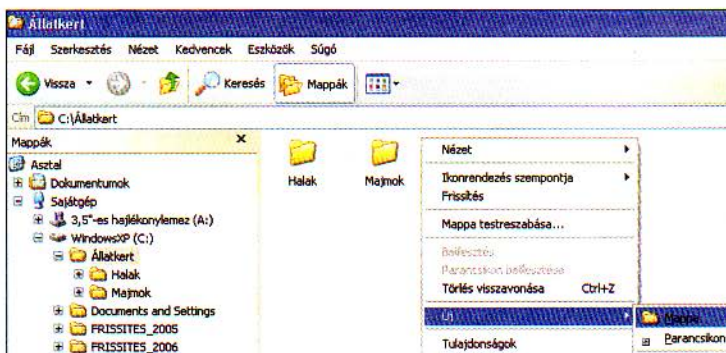 Állatkert
Fájl Szerkesztés Nézet Kedvencek Eszközök Súgó
Vissza Keresés Mappák
Cím C:\Állatkert
Mappák x
Asztal
Dokumentumok
Sajátgép
3,5"-es hajlékonylemez (A:)
WindowsXP (C:)
Állatkert
Halak
Majmok
Documents and Settings
FRISSITES_2005
FRISSITES_2006
Halak
Majmok
Nézet
Ikonrendezés szempontja
Frissítés
Mappa testreszabása...
Beillesztés
Parancsikon beillesztése
Törlés visszavonása Ctrl+Z
Új
Tulajdonságok
Mappa
Parancsikon